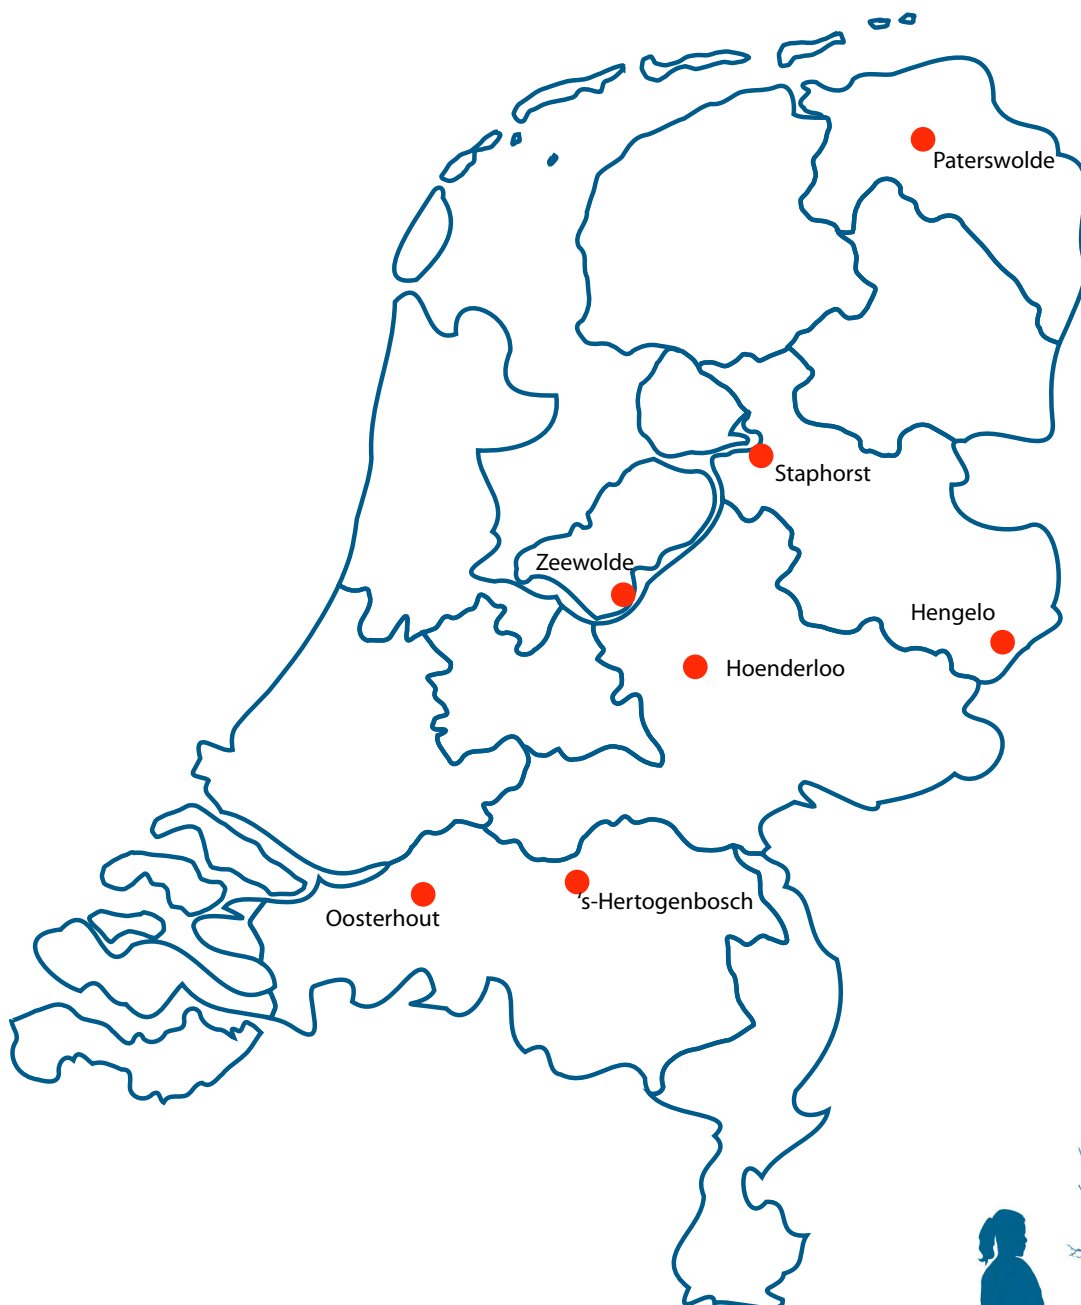 Paterswolde
Staphorst
Zeewolde
Hengelo
Hoenderloo
's-Hertogenbosch
Oosterhout